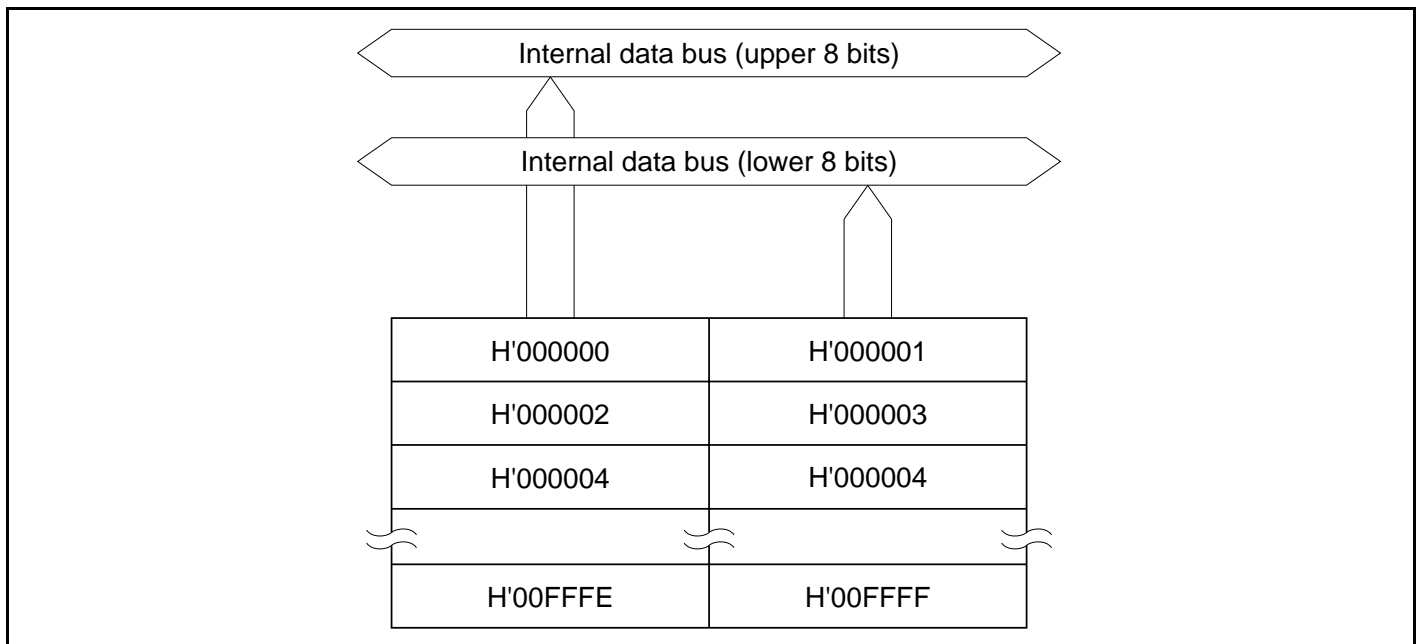 Internal data bus (upper 8 bits)
Internal data bus (lower 8 bits)
H'000000 H'000001
H'000002 H'000003
H'000004 H'000004
H'00FFFE H'00FFFF